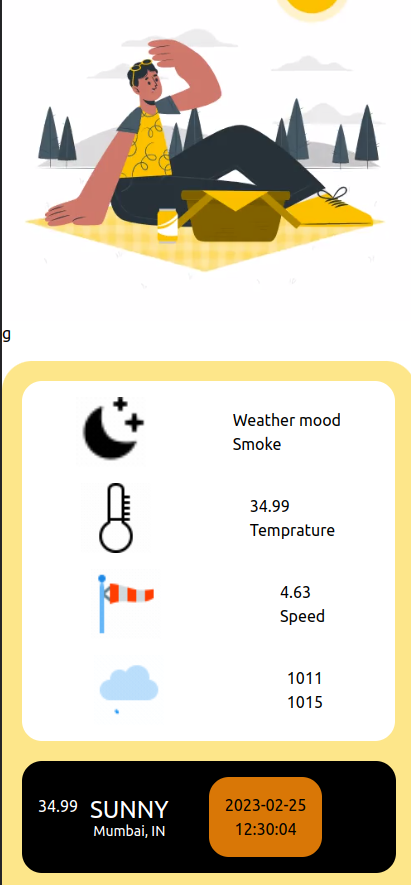 g
Weather mood
Smoke
34.99
Temprature
4.63
Speed
1011
1015
34.99 SUNNY
Mumbai, IN
2023-02-25
12:30:04